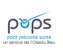 pops
point précarité santé
un service de l'Oiseau Bleu